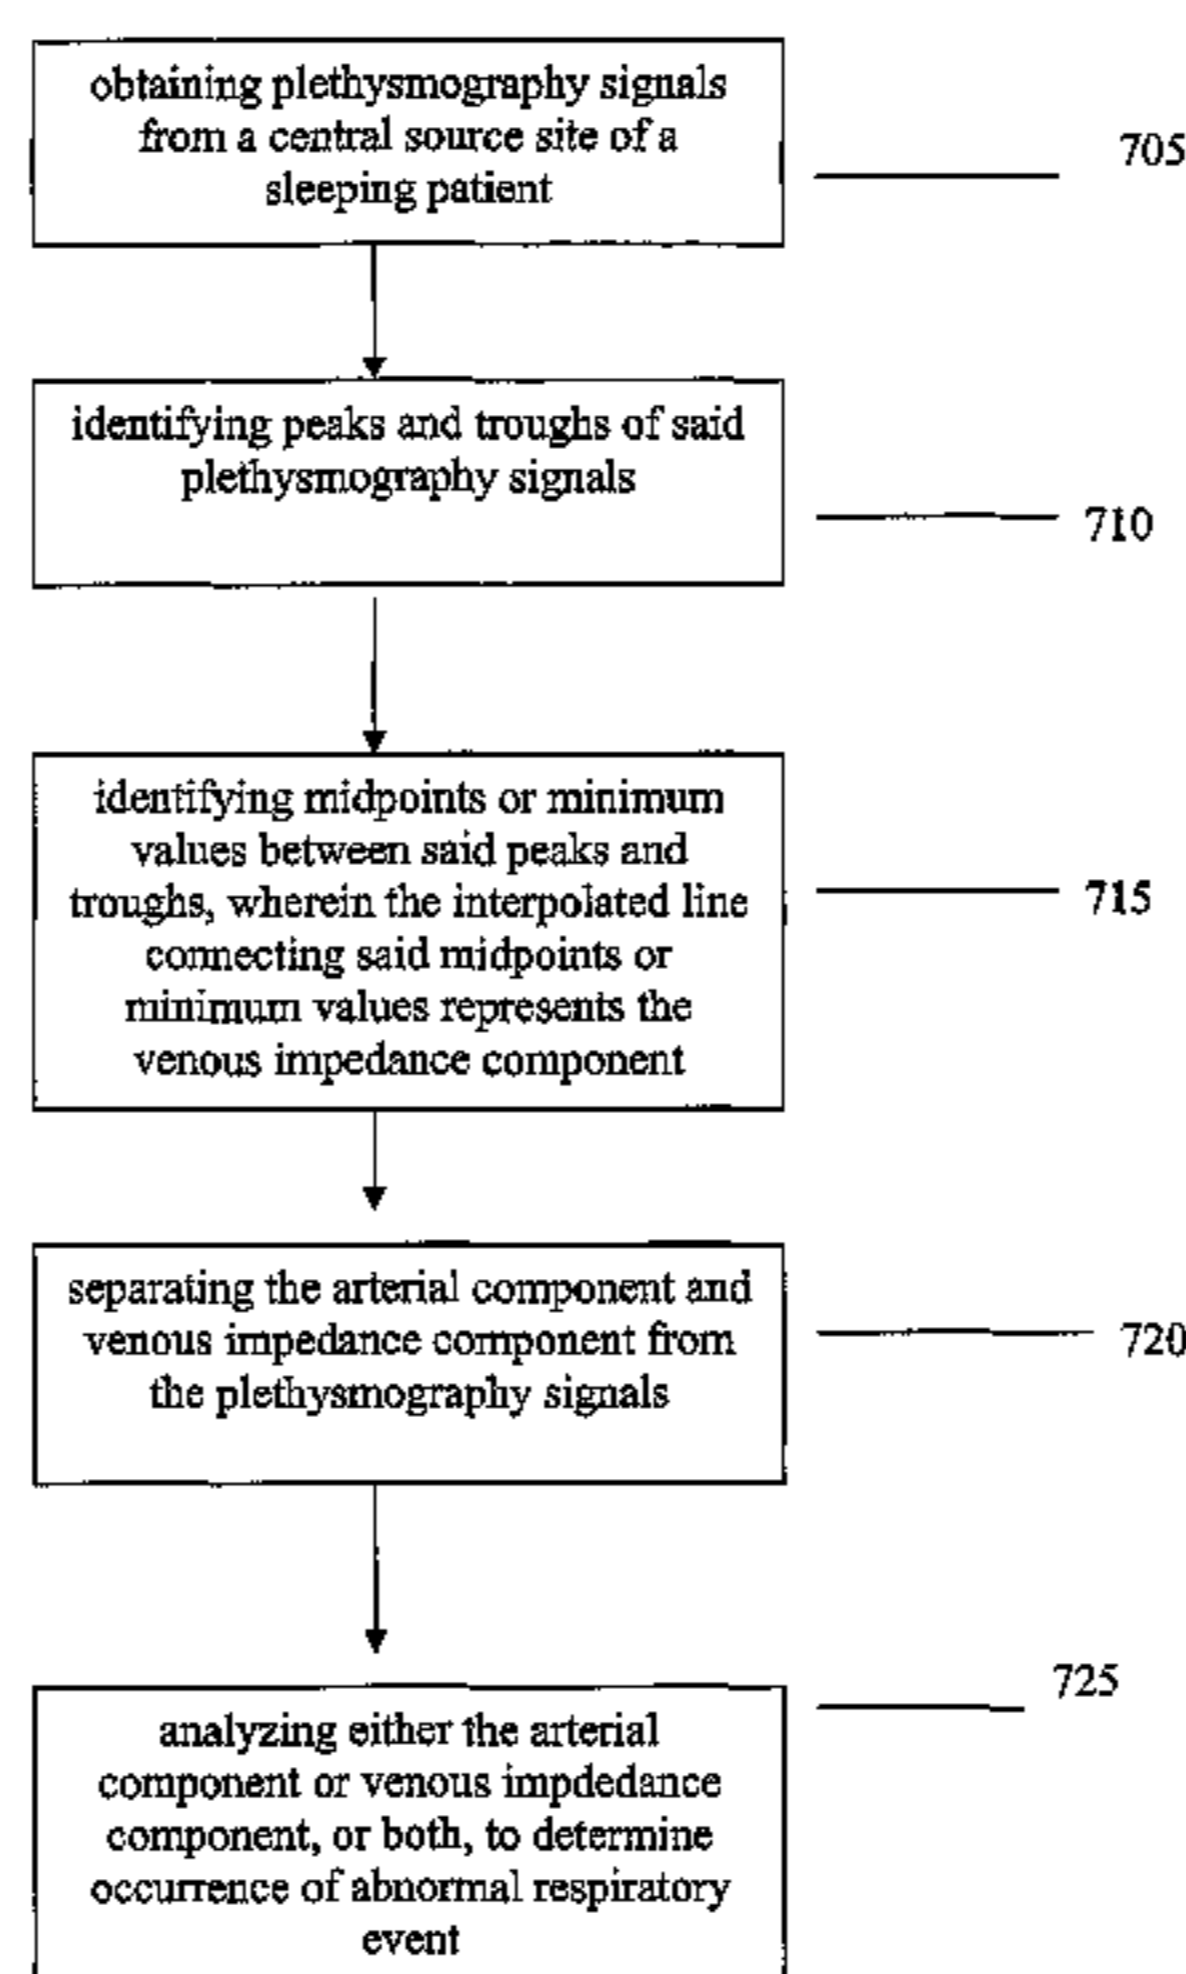 obtaining plethysmography signals
from a central source site of a
sleeping patient
705
identifying peaks and troughs of said
plethysmography signals
710
identifying midpoints or minimum
values between said peaks and
troughs, wherein the interpolated line
connecting said midpoints or
minimum values represents the
venous impedance component
715
separating the arterial component and
venous impedance component from
the plethysmography signals
720
725
analyzing either the arterial
component or venous impdedance
component, or both, to determine
occurrence of abnormal respiratory
event